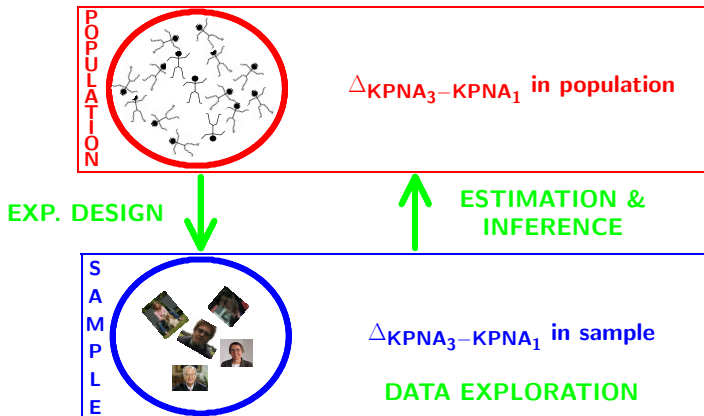 POPULATION
Δ_KPNA₃−KPNA₁ in population
EXP. DESIGN
ESTIMATION &
INFERENCE
SAMPLE
Δ_KPNA₃−KPNA₁ in sample
DATA EXPLORATION